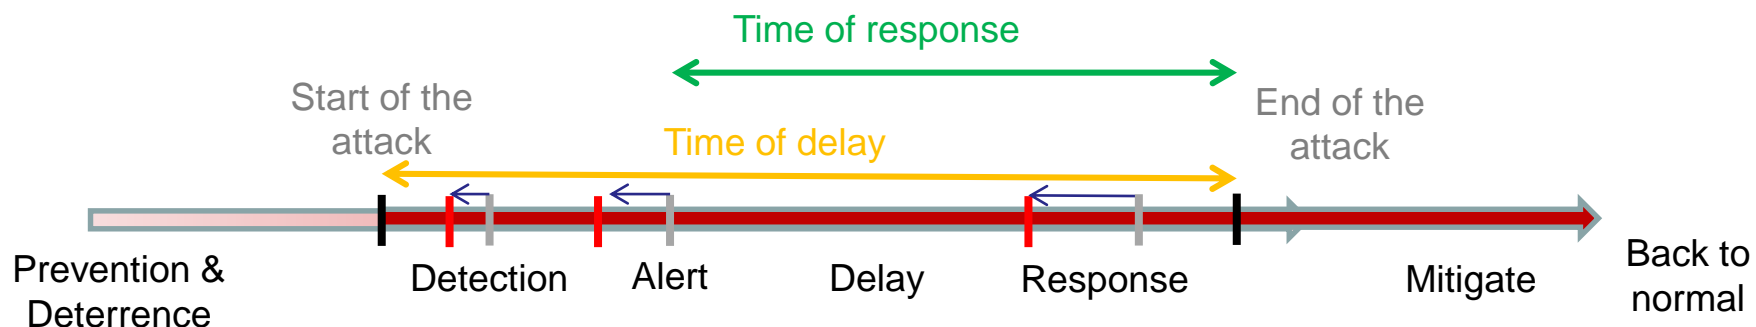 Time of response
Start of the
attack
End of the
attack
Time of delay
Prevention &
Deterrence
Detection
Alert
Delay
Response
Mitigate
Back to
normal